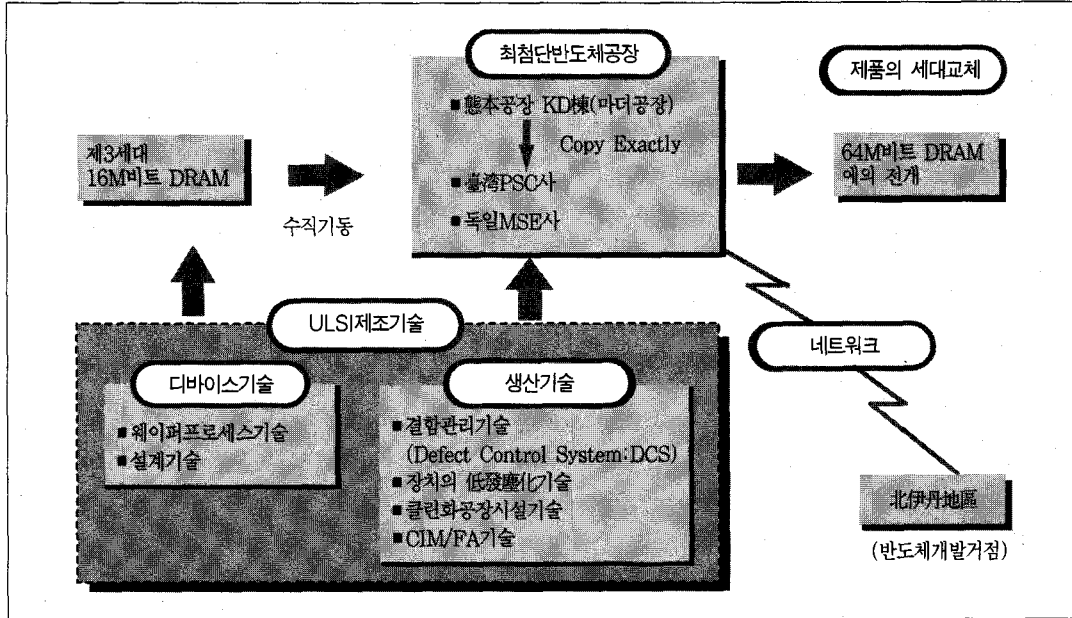 최첨단반도체공장
제품의 세대교체
■熊本공장 KD棟(마더공장)
Copy Exactly
■臺湾PSC사
■독일MSE사
제3세대
16M비트 DRAM
수직기동
64M비트 DRAM
에의 전개
ULSI제조기술
디바이스기술
■웨이퍼프로세스기술
■설계기술
생산기술
■결함관리기술
(Defect Control System:DCS)
■장치의 低發塵化기술
■클린화공장시설기술
■CIM/FA기술
네트워크
北伊丹地區
(반도체개발거점)